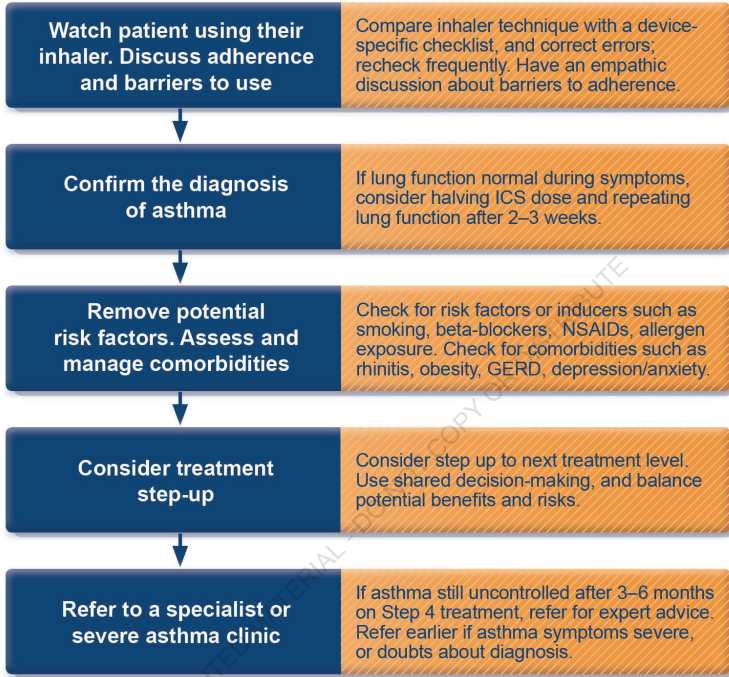 Watch patient using their
inhaler. Discuss adherence
and barriers to use
Compare inhaler technique with a device-
specific checklist, and correct errors;
recheck frequently. Have an empathic
discussion about barriers to adherence.
Confirm the diagnosis
of asthma
If lung function normal during symptoms,
consider halving ICS dose and repeating
lung function after 2–3 weeks.
Remove potential
risk factors. Assess and
manage comorbidities
Check for risk factors or inducers such as
smoking, beta-blockers, NSAIDs, allergen
exposure. Check for comorbidities such as
rhinitis, obesity, GERD, depression/anxiety.
Consider treatment
step-up
Consider step up to next treatment level.
Use shared decision-making, and balance
potential benefits and risks.
Refer to a specialist or
severe asthma clinic
If asthma still uncontrolled after 3–6 months
on Step 4 treatment, refer for expert advice.
Refer earlier if asthma symptoms severe,
or doubts about diagnosis.
MATERIAL - DO NOT COPY OR